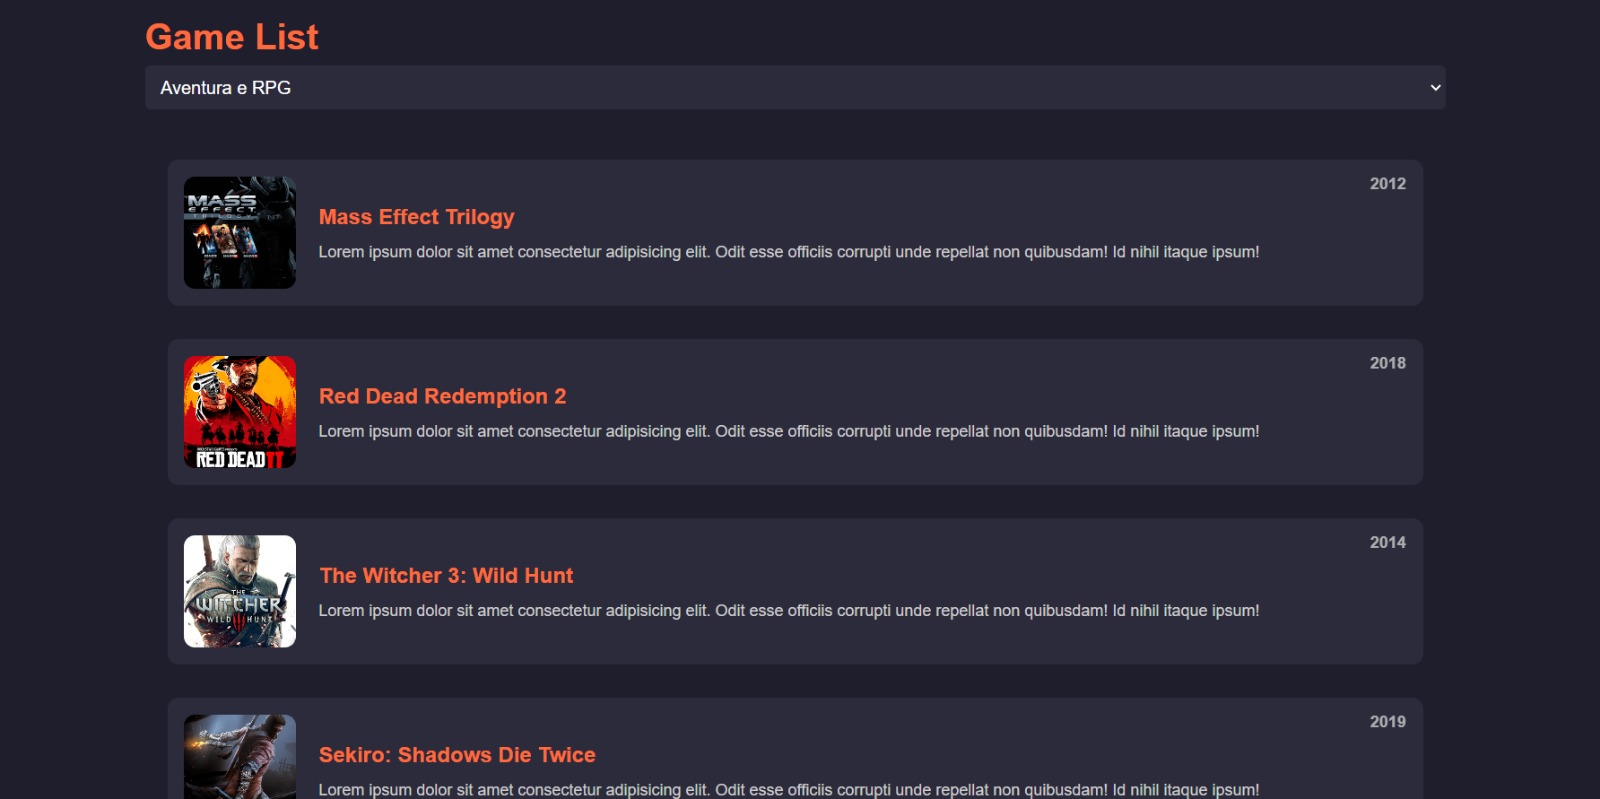 Game List
Aventura e RPG
2012
MASS
EFFECT
TRILOGY
Mass Effect Trilogy
Lorem ipsum dolor sit amet consectetur adipisicing elit. Odit esse officiis corrupti unde repellat non quibusdam! Id nihil itaque ipsum!
2018
Red Dead Redemption 2
Lorem ipsum dolor sit amet consectetur adipisicing elit. Odit esse officiis corrupti unde repellat non quibusdam! Id nihil itaque ipsum!
RED DEAD II
2014
The Witcher 3: Wild Hunt
THE
WITCHER
WILD HUNT
Lorem ipsum dolor sit amet consectetur adipisicing elit. Odit esse officiis corrupti unde repellat non quibusdam! Id nihil itaque ipsum!
2019
Sekiro: Shadows Die Twice
Lorem ipsum dolor sit amet consectetur adipisicing elit. Odit esse officiis corrupti unde repellat non quibusdam! Id nihil itaque ipsum!